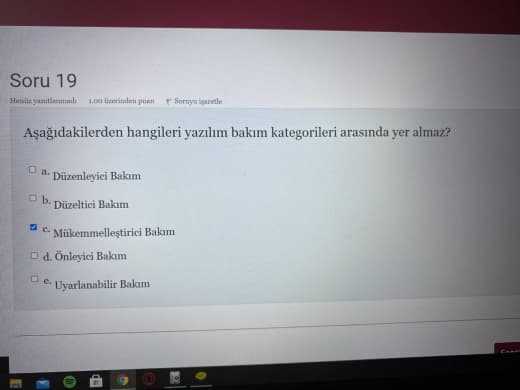 Soru 19
Henüz yanıtlanmadı 1,00 üzerinden puan Soruyu işaretle
Aşağıdakilerden hangileri yazılım bakım kategorileri arasında yer almaz?
a. Düzenleyici Bakım
b. Düzeltici Bakım
c. Mükemmelleştirici Bakım
d. Önleyici Bakım
e. Uyarlanabilir Bakım